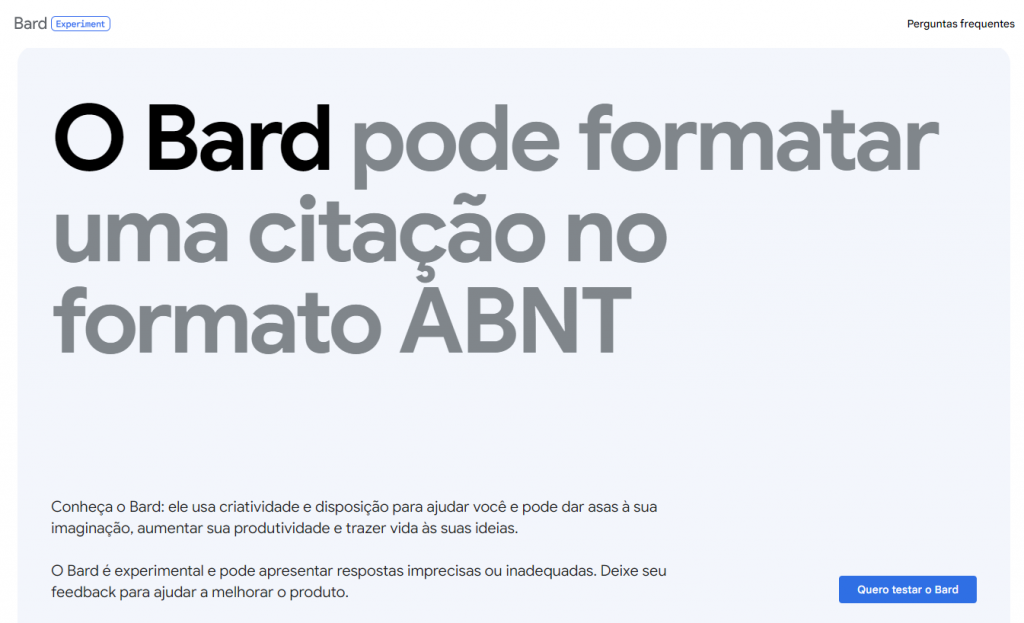 Bard Experiment
Perguntas frequentes
O Bard pode formatar
uma citação no
formato ABNT
Conheça o Bard: ele usa criatividade e disposição para ajudar você e pode dar asas à sua
imaginação, aumentar sua produtividade e trazer vida às suas ideias.
O Bard é experimental e pode apresentar respostas imprecisas ou inadequadas. Deixe seu
feedback para ajudar a melhorar o produto.
Quero testar o Bard